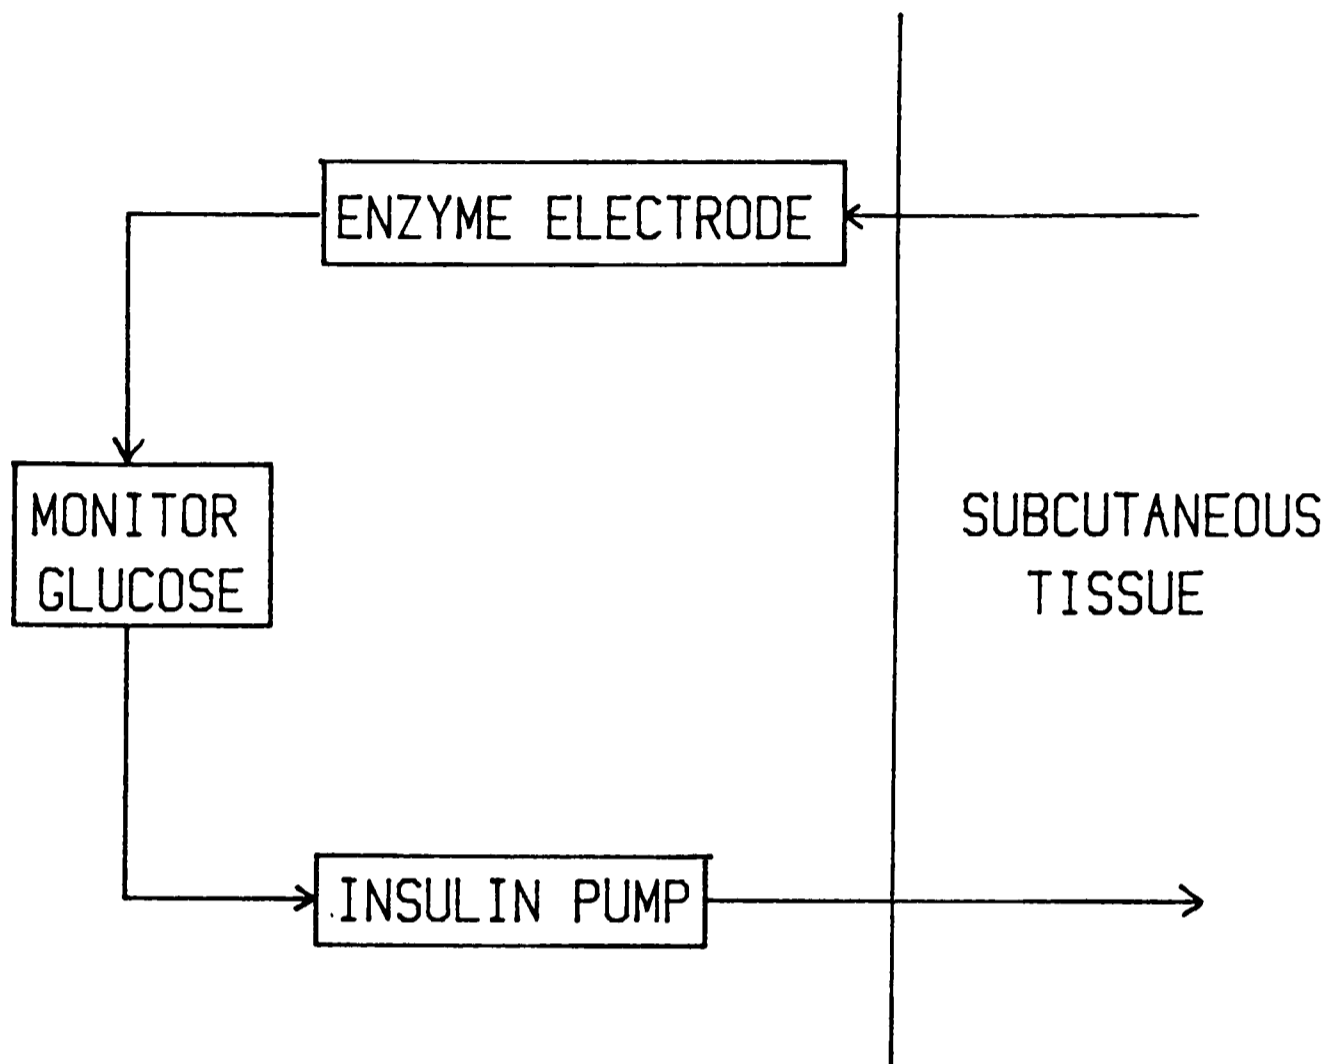 ENZYME ELECTRODE
MONITOR
GLUCOSE
SUBCUTANEOUS
TISSUE
INSULIN PUMP